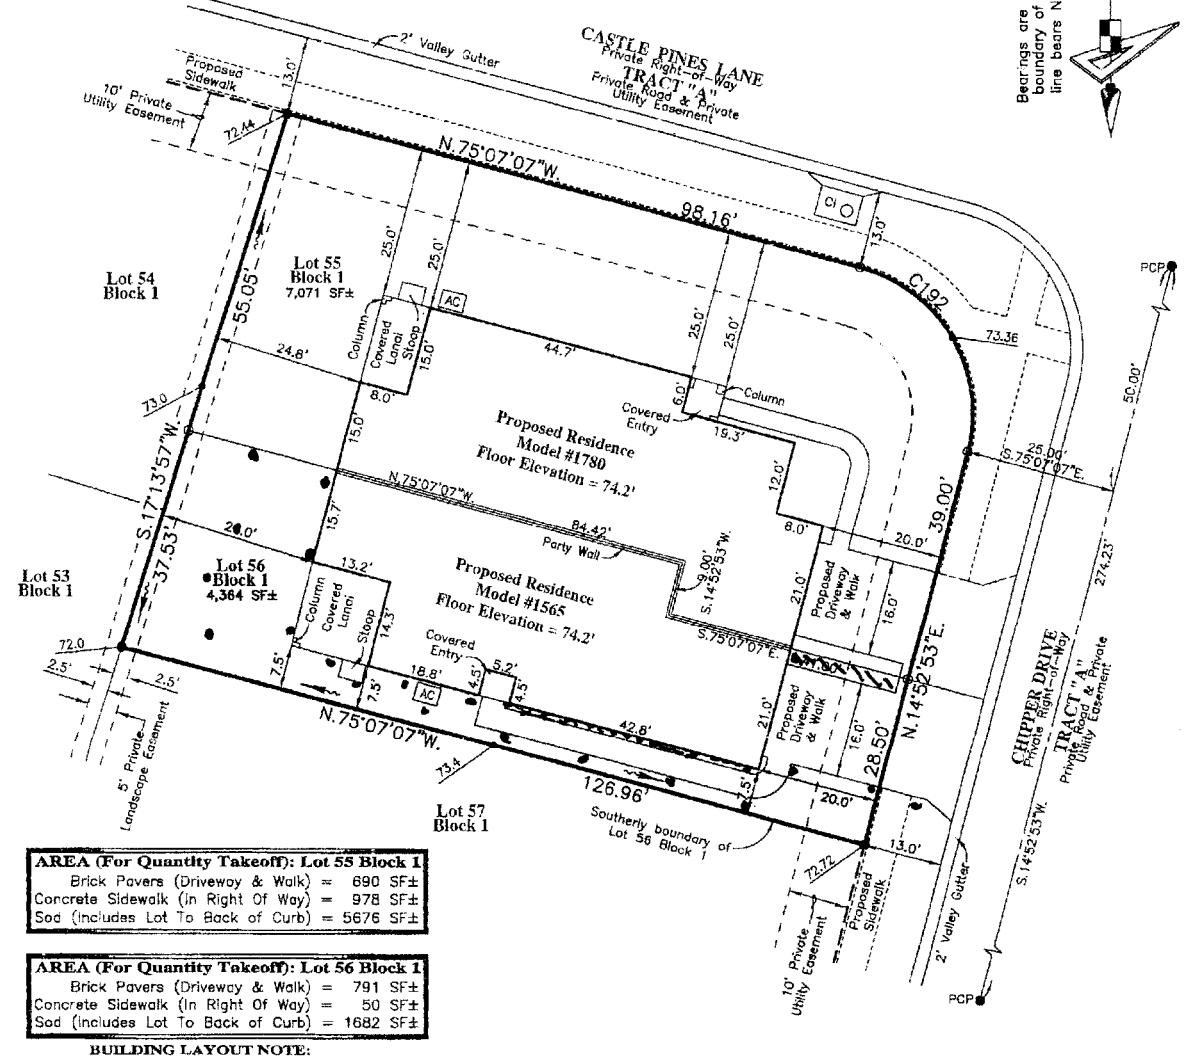 Bearings are
boundary of
line bears N
2' Valley Gutter
CASTLE PINES LANE
Private Right-of-Way
TRACT "A"
Private Road & Private
Utility Easement
Proposed
Sidewalk
13.0'
10' Private
Utility Easement
72.44
N.75°07'07"W.
98.16'
CI
13.0'
C192
PCP
73.36
50.00'
Lot 54
Block 1
Lot 55
Block 1
7,071 SF±
55.05'
25.0'
25.0'
AC
Column
Covered
Lanai
Stoop
15.0'
24.8'
8.0'
44.7'
25.0'
25.0'
6.0'
Column
Covered
Entry
19.3'
73.0
15.0'
Proposed Residence
Model #1780
Floor Elevation = 74.2'
12.0'
8.0'
25.00'
S.75°07'07"E.
39.00'
20.0'
S.17°13'57"W.
N.75°07'07"W.
84.42'
Party Wall
15.7'
9.00'
S.14°52'53"W.
274.23'
37.53'
20.0'
Lot 53
Block 1
Lot 56
Block 1
4,364 SF±
13.2'
Proposed Residence
Model #1565
Floor Elevation = 74.2'
21.0'
Proposed
Driveway
& Walk
16.0'
Column
Covered
Lanai
Stoop
14.3'
S.75°07'07"E.
Covered
Entry
72.0
2.5'
2.5'
7.5'
7.5'
18.8'
AC
4.5'
5.2'
4.5'
42.8'
21.0'
Proposed
Driveway
& Walk
16.0'
N.14°52'53"E.
28.50'
CHIPPER DRIVE
Private Right-of-Way
TRACT "A"
Private Road & Private
Utility Easement
N.75°07'07"W.
73.4
126.96'
7.5'
20.0'
5' Private
Landscape Easement
Lot 57
Block 1
Southerly boundary of
Lot 56 Block 1
72.72
13.0'
S.14°52'53"W.
Proposed
Sidewalk
10' Private
Utility Easement
2' Valley Gutter
PCP
AREA (For Quantity Takeoff): Lot 55 Block 1
Brick Pavers (Driveway & Walk) = 690 SF±
Concrete Sidewalk (In Right Of Way) = 978 SF±
Sod (Includes Lot To Back of Curb) = 5676 SF±
AREA (For Quantity Takeoff): Lot 56 Block 1
Brick Pavers (Driveway & Walk) = 791 SF±
Concrete Sidewalk (In Right Of Way) = 50 SF±
Sod (Includes Lot To Back of Curb) = 1682 SF±
BUILDING LAYOUT NOTE: